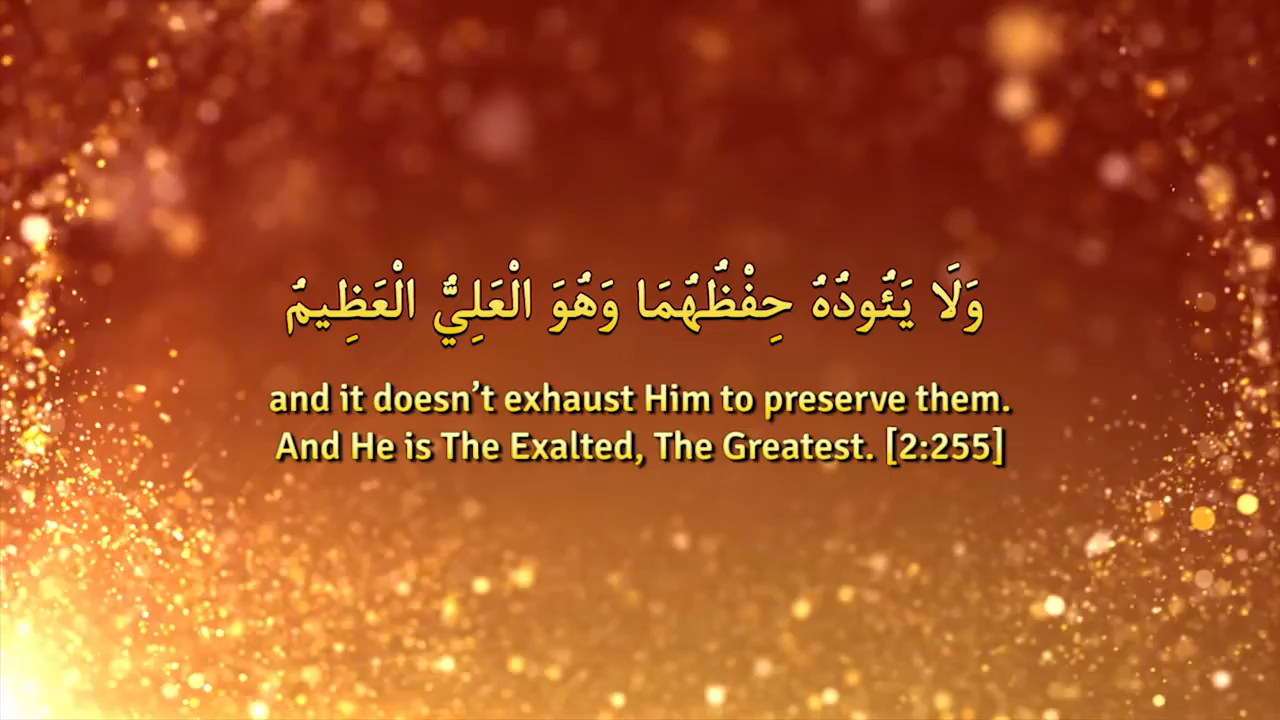 وَلَا يَئُودُهُ حِفْظُهُمَا وَهُوَ الْعَلِيُّ الْعَظِيمُ
and it doesn’t exhaust Him to preserve them.
And He is The Exalted, The Greatest. [2:255]